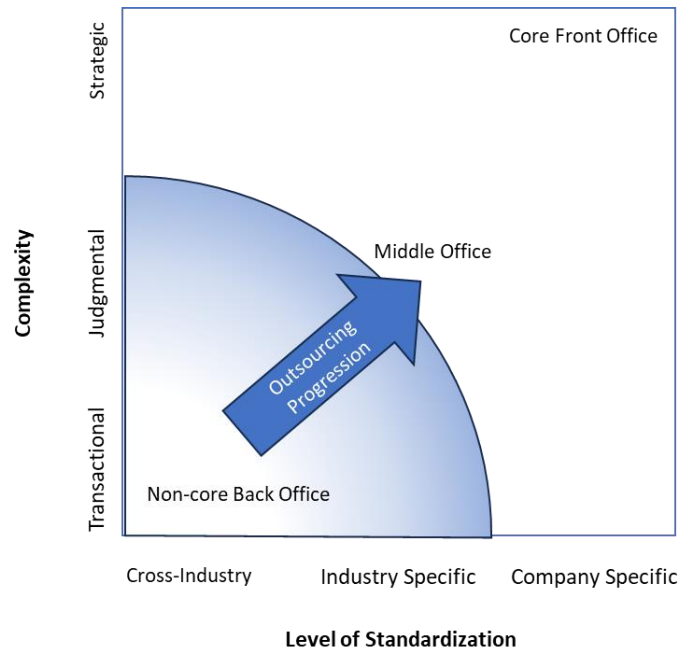 Core Front Office
Strategic
Middle Office
Judgmental
Complexity
Outsourcing
Progression
Transactional
Non-core Back Office
Cross-Industry
Industry Specific
Company Specific
Level of Standardization